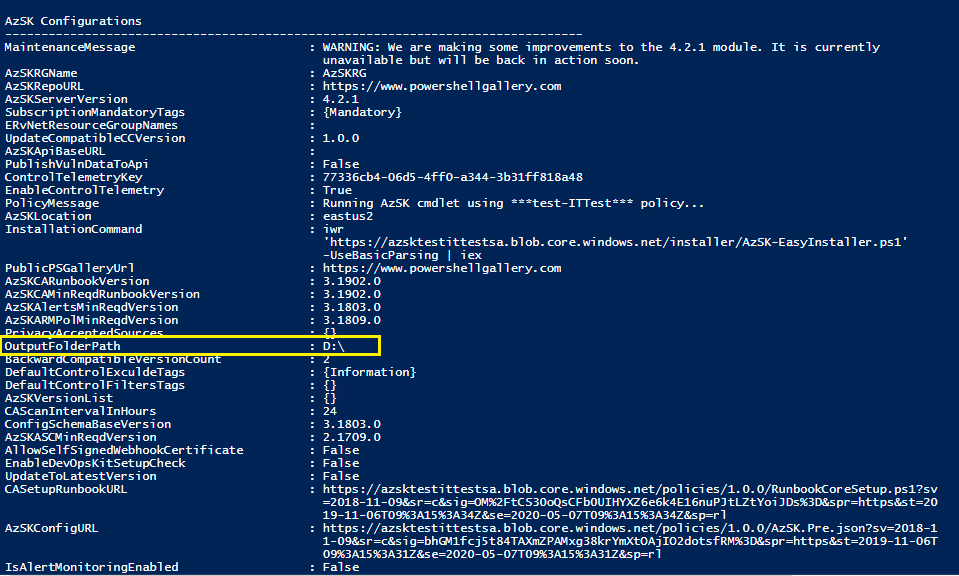 AzSK Configurations
--------------------------------------------------------------------------------
MaintenanceMessage : WARNING: We are making some improvements to the 4.2.1 module. It is currently
unavailable but will be back in action soon.
AzSKRGName : AzSKRG
AzSKRepoURL : https://www.powershellgallery.com
AzSKServerVersion : 4.2.1
SubscriptionMandatoryTags : {Mandatory}
ERvNetResourceGroupNames :
UpdateCompatibleCCVersion : 1.0.0
AzSKApiBaseURL :
PublishVulnDataToApi : False
ControlTelemetryKey : 77336cb4-06d5-4ff0-a344-3b31ff818a48
EnableControlTelemetry : True
PolicyMessage : Running AzSK cmdlet using ***test-ITTest*** policy...
AzSKLocation : eastus2
InstallationCommand : iwr
'https://azsktestittestsa.blob.core.windows.net/installer/AzSK-EasyInstaller.ps1'
-UseBasicParsing | iex
PublicPSGalleryUrl : https://www.powershellgallery.com
AzSKCARunbookVersion : 3.1902.0
AzSKCAMinReqdRunbookVersion : 3.1902.0
AzSKAlertsMinReqdVersion : 3.1803.0
AzSKARMPolMinReqdVersion : 3.1809.0
PrivacyAcceptedSources : {}
OutputFolderPath : D:\
BackwardCompatibleVersionCount : 2
DefaultControlExculdeTags : {Information}
DefaultControlFiltersTags : {}
AzSKVersionList : {}
CAScanIntervalInHours : 24
ConfigSchemaBaseVersion : 3.1803.0
AzSKASCMinReqdVersion : 2.1709.0
AllowSelfSignedWebhookCertificate : False
EnableDevOpsKitSetupCheck : False
UpdateToLatestVersion : False
CASetupRunbookURL : https://azsktestittestsa.blob.core.windows.net/policies/1.0.0/RunbookCoreSetup.ps1?sv
=2018-11-09&sr=c&sig=OM%2FtCS3OoQsCFbOUIHYXZ6e6k4E16nuPJtLZtYoiJDs%3D&spr=https&st=20
19-11-06T09%3A15%3A34Z&se=2020-05-07T09%3A15%3A34Z&sp=rl
AzSKConfigURL : https://azsktestittestsa.blob.core.windows.net/policies/1.0.0/AzSK.Pre.json?sv=2018-1
1-09&sr=c&sig=bhGM1fcj5t84TAXmZPAMxg38krYmXtOAjIO2dotsfRM%3D&spr=https&st=2019-11-06T
09%3A15%3A31Z&se=2020-05-07T09%3A15%3A31Z&sp=rl
IsAlertMonitoringEnabled : False